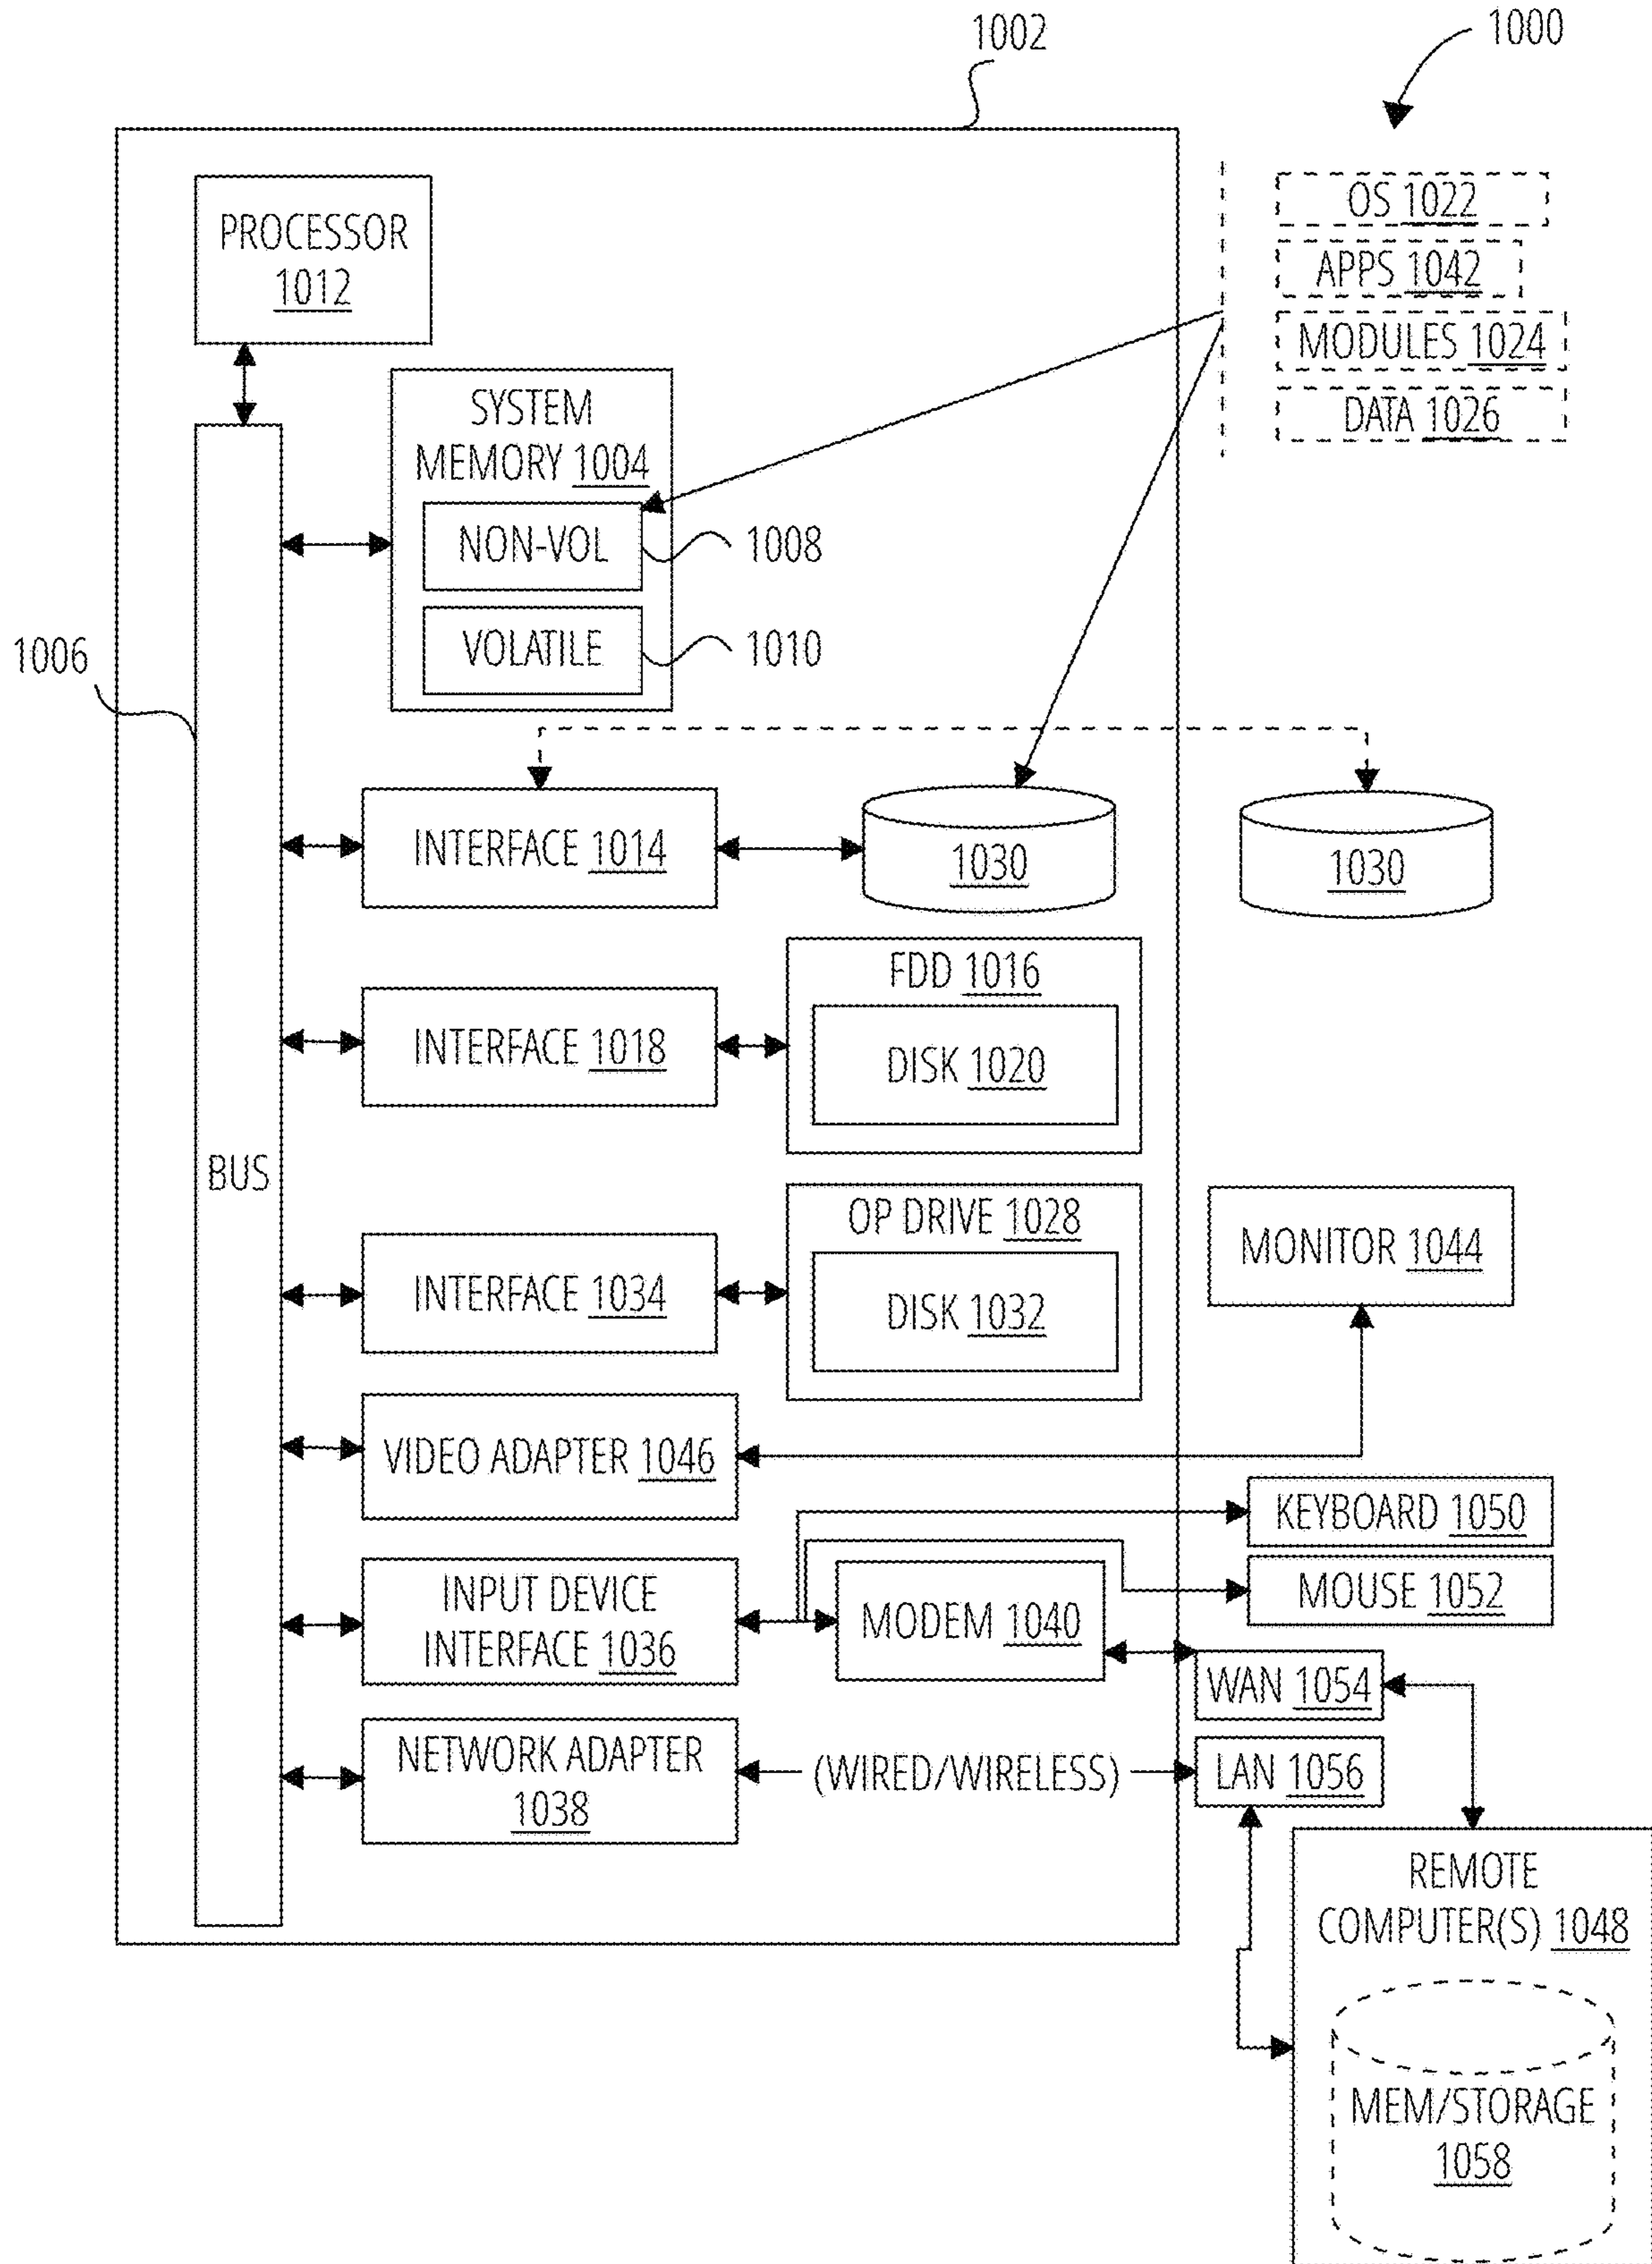 1002
1000
PROCESSOR
1012
OS 1022
APPS 1042
MODULES 1024
DATA 1026
SYSTEM
MEMORY 1004
NON-VOL
1008
VOLATILE
1010
1006
BUS
INTERFACE 1014
1030
1030
FDD 1016
INTERFACE 1018
DISK 1020
OP DRIVE 1028
INTERFACE 1034
DISK 1032
MONITOR 1044
VIDEO ADAPTER 1046
KEYBOARD 1050
MOUSE 1052
INPUT DEVICE
INTERFACE 1036
MODEM 1040
WAN 1054
NETWORK ADAPTER
1038
(WIRED/WIRELESS)
LAN 1056
REMOTE
COMPUTER(S) 1048
MEM/STORAGE
1058